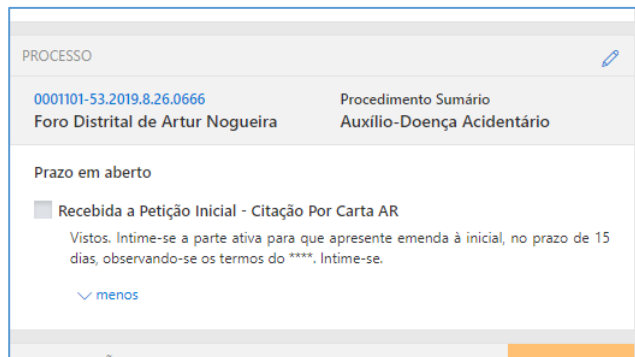 PROCESSO
0001101-53.2019.8.26.0666 Procedimento Sumário
Foro Distrital de Artur Nogueira Auxílio-Doença Acidentário
Prazo em aberto
Recebida a Petição Inicial - Citação Por Carta AR
Vistos. Intime-se a parte ativa para que apresente emenda à inicial, no prazo de 15
dias, observando-se os termos do ****. Intime-se.
menos